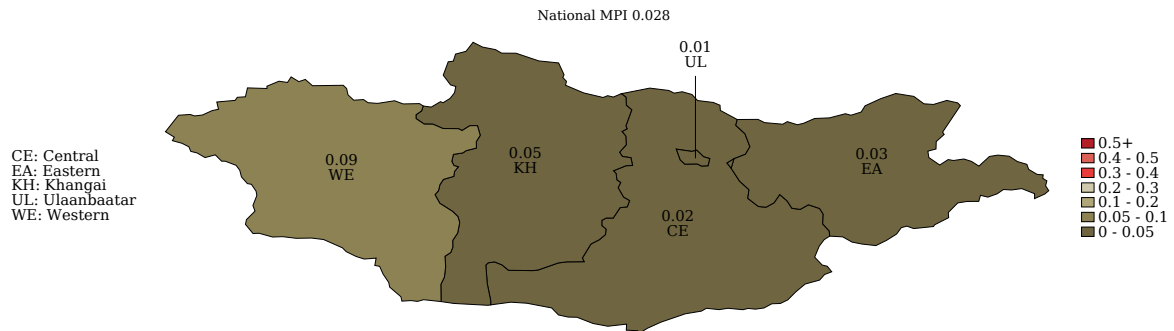 National MPI 0.028
0.01
UL
0.09
WE
0.05
KH
0.03
EA
0.02
CE
CE: Central
EA: Eastern
KH: Khangai
UL: Ulaanbaatar
WE: Western
0.5+
0.4 - 0.5
0.3 - 0.4
0.2 - 0.3
0.1 - 0.2
0.05 - 0.1
0 - 0.05